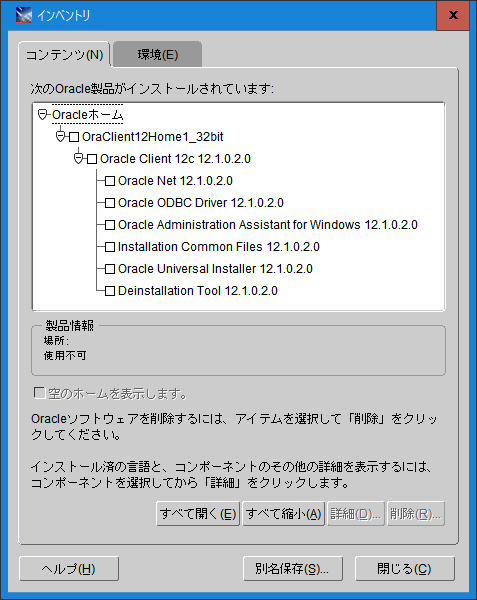 インベントリ
コンテンツ(N)
環境(E)
次のOracle製品がインストールされています:
Oracleホーム
OraClient12Home1_32bit
Oracle Client 12c 12.1.0.2.0
Oracle Net 12.1.0.2.0
Oracle ODBC Driver 12.1.0.2.0
Oracle Administration Assistant for Windows 12.1.0.2.0
Installation Common Files 12.1.0.2.0
Oracle Universal Installer 12.1.0.2.0
Deinstallation Tool 12.1.0.2.0
製品情報
場所:
使用不可
空のホームを表示します。
Oracleソフトウェアを削除するには、アイテムを選択して「削除」をクリッ
クしてください。
インストール済の言語と、コンポーネントのその他の詳細を表示するには、
コンポーネントを選択してから「詳細」をクリックします。
すべて開く(E)
すべて縮小(A)
詳細(D)...
削除(R)...
ヘルプ(H)
別名保存(S)...
閉じる(C)